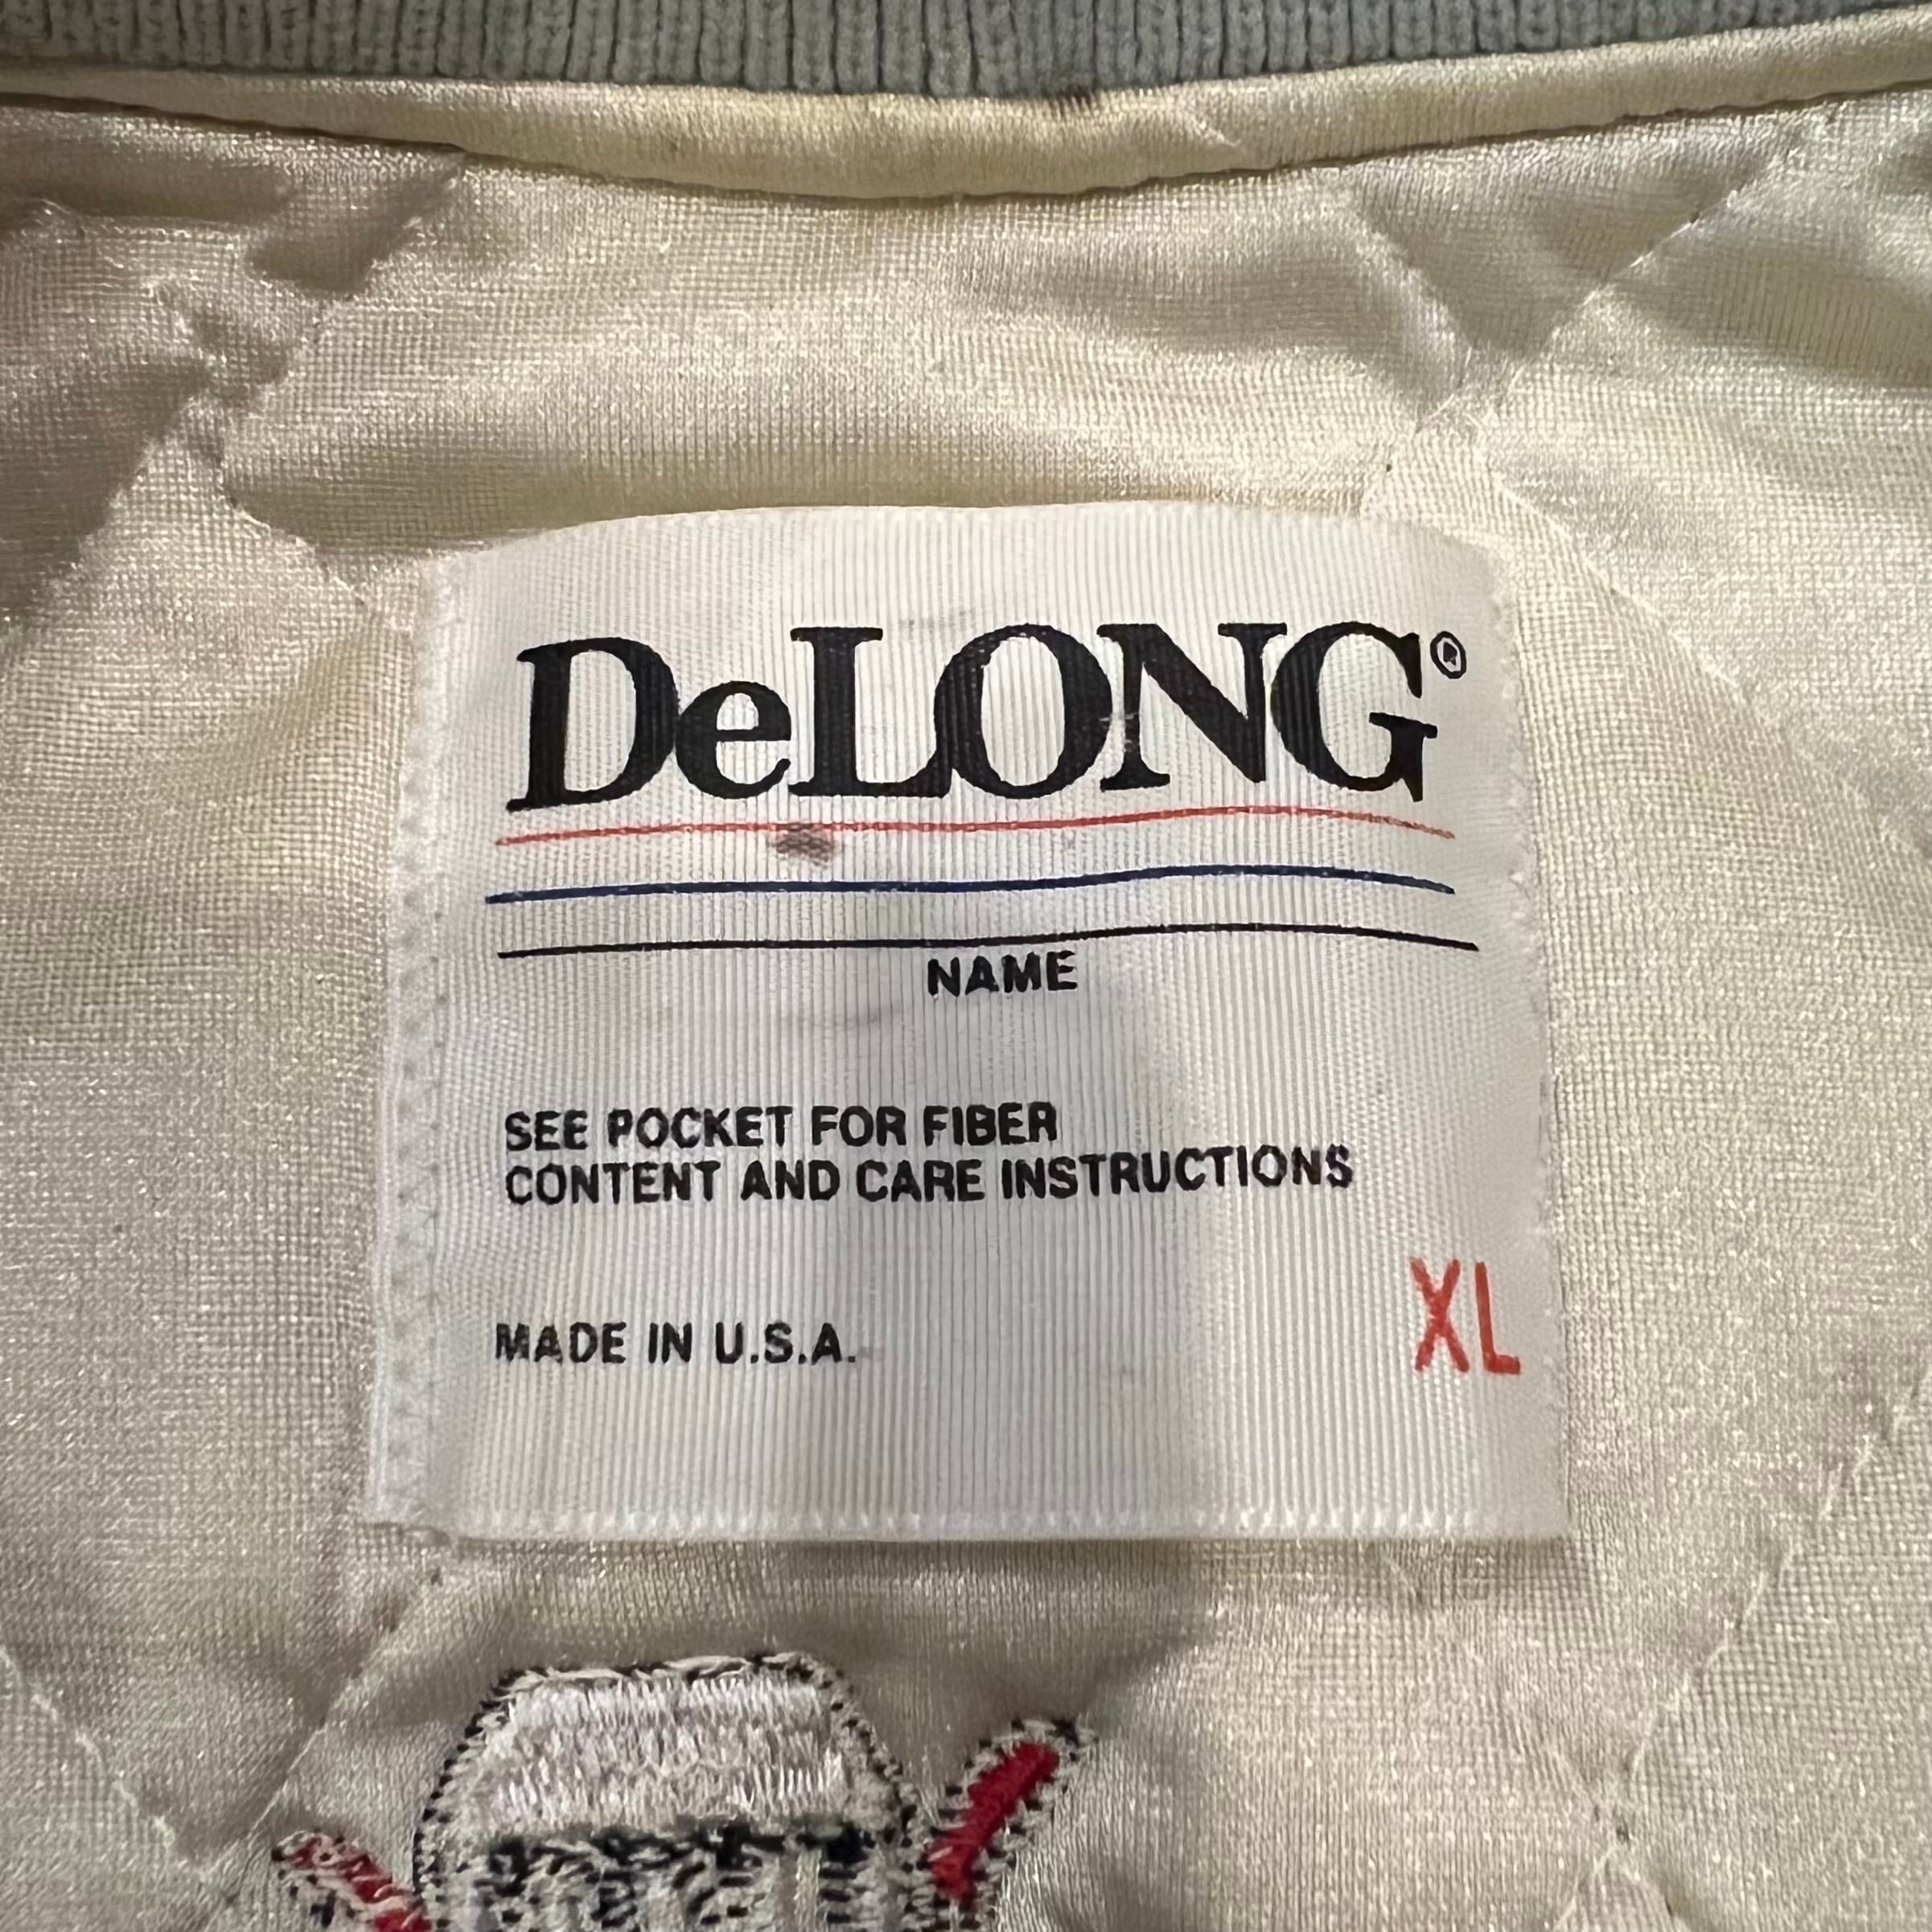 DeLONG®
NAME
SEE POCKET FOR FIBER
CONTENT AND CARE INSTRUCTIONS
MADE IN U.S.A.
XL